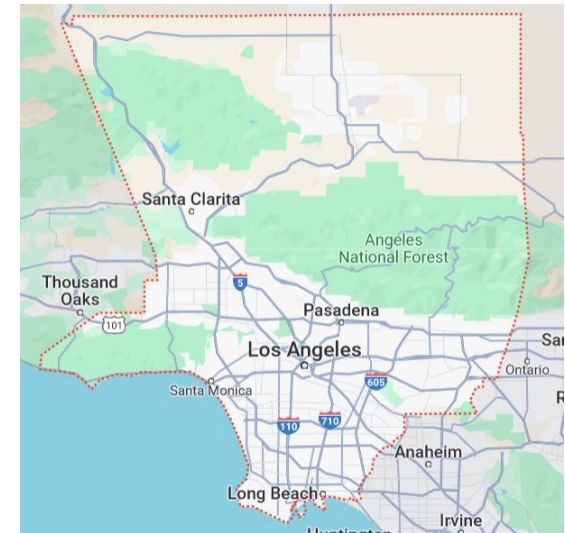 Santa Clarita
Angeles
National Forest
5
Thousand
Oaks
101
Pasadena
Los Angeles
Ontario
605
Santa Monica
110
710
Anaheim
Long Beach
Irvine